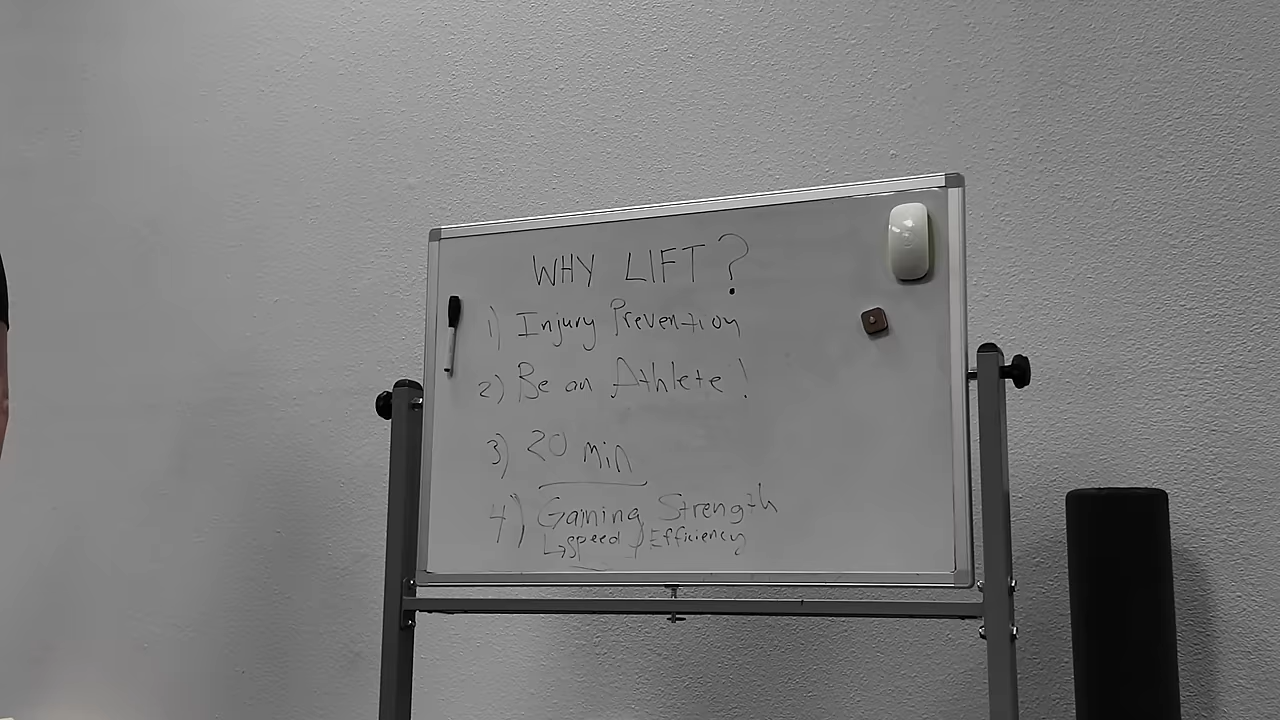 WHY LIFT?
1) Injury Prevention
2) Be an Athlete!
3) 20 min
4) Gaining Strength
↳ speed / Efficiency